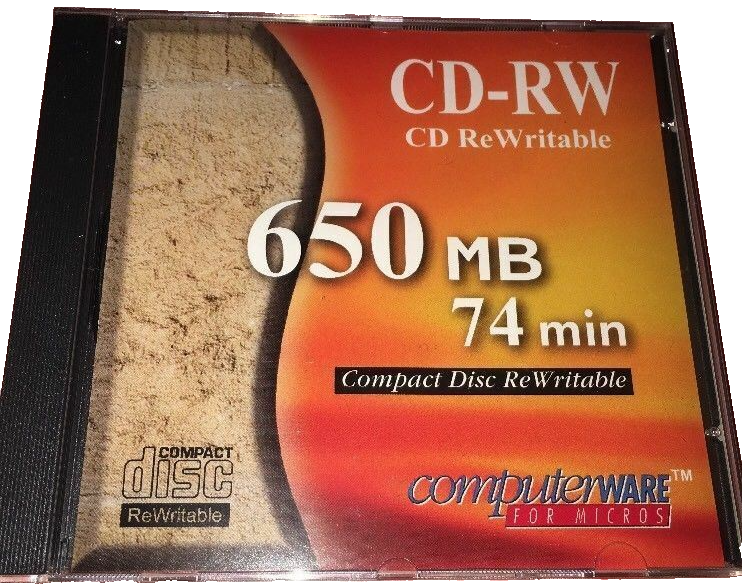 CD-RW
CD ReWritable
650 MB
74 min
Compact Disc ReWritable
COMPACT
disc
ReWritable
computerWARE™
FOR MICROS